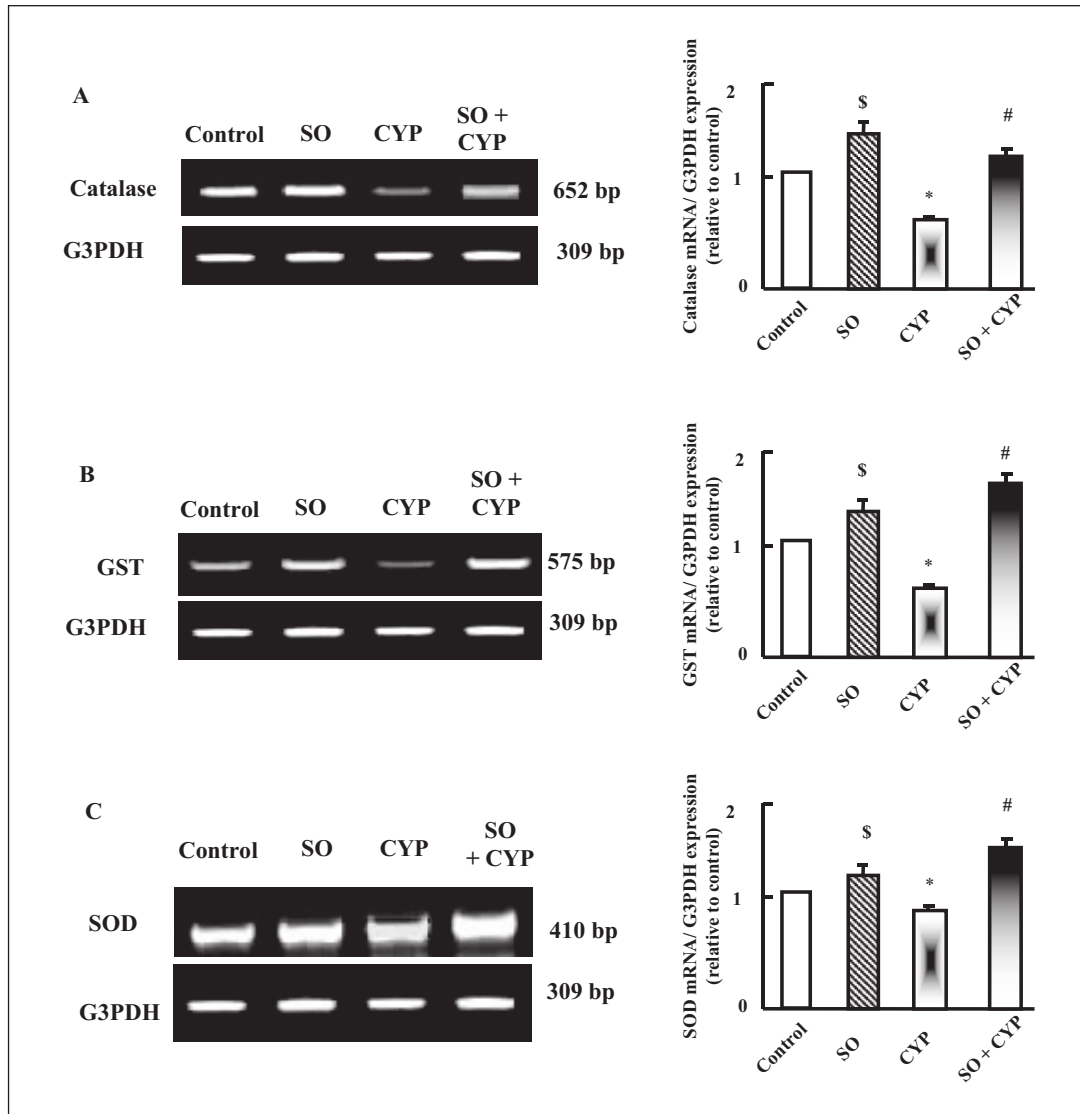 A
Control SO CYP SO +
CYP
Catalase 652 bp
G3PDH 309 bp
Catalase mRNA/ G3PDH expression
(relative to control)
2
1
0
$
*
#
Control SO CYP SO + CYP
B
Control SO CYP SO +
CYP
GST 575 bp
G3PDH 309 bp
GST mRNA/ G3PDH expression
(relative to control)
2
1
0
$
*
#
Control SO CYP SO + CYP
C
Control SO CYP SO
+ CYP
SOD 410 bp
G3PDH 309 bp
SOD mRNA/ G3PDH expression
(relative to control)
2
1
0
$
*
#
Control SO CYP SO + CYP